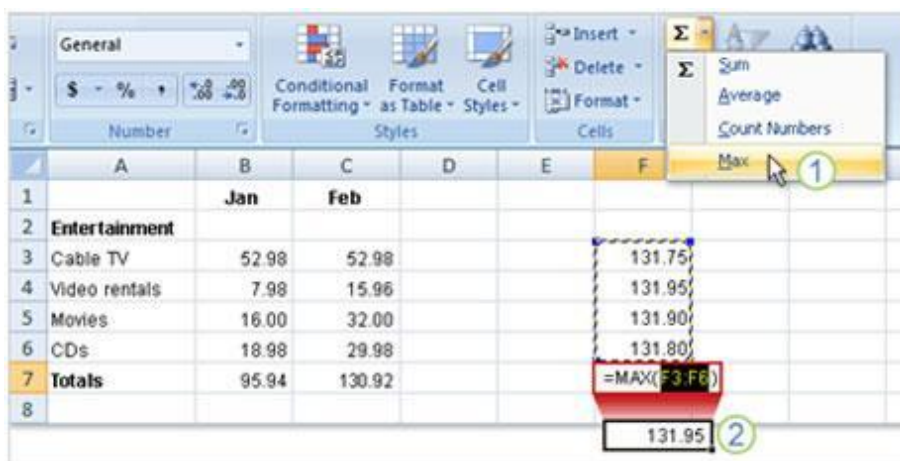 General
Insert
Σ
Delete
Format
$ % ,
.0 .00
.00 .0
Conditional Formatting
Format as Table
Cell Styles
Number
Styles
Cells
Σ Sum
Average
Count Numbers
Max 1
A B C D E F
1 Jan Feb
2 Entertainment
3 Cable TV 52.98 52.98 131.75
4 Video rentals 7.98 15.96 131.95
5 Movies 16.00 32.00 131.90
6 CDs 18.98 29.98 131.80
7 Totals 95.94 130.92 =MAX(F3:F6)
8
131.95 2